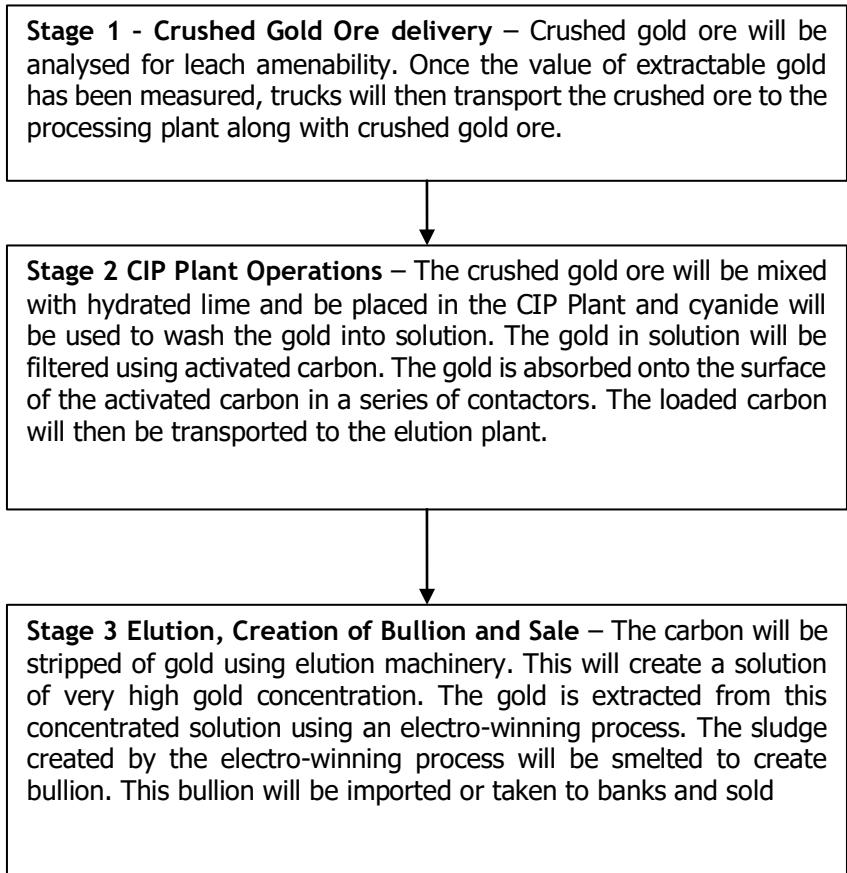 Stage 1 - Crushed Gold Ore delivery – Crushed gold ore will be
analysed for leach amenability. Once the value of extractable gold
has been measured, trucks will then transport the crushed ore to the
processing plant along with crushed gold ore.
Stage 2 CIP Plant Operations – The crushed gold ore will be mixed
with hydrated lime and be placed in the CIP Plant and cyanide will
be used to wash the gold into solution. The gold in solution will be
filtered using activated carbon. The gold is absorbed onto the surface
of the activated carbon in a series of contactors. The loaded carbon
will then be transported to the elution plant.
Stage 3 Elution, Creation of Bullion and Sale – The carbon will be
stripped of gold using elution machinery. This will create a solution
of very high gold concentration. The gold is extracted from this
concentrated solution using an electro-winning process. The sludge
created by the electro-winning process will be smelted to create
bullion. This bullion will be imported or taken to banks and sold